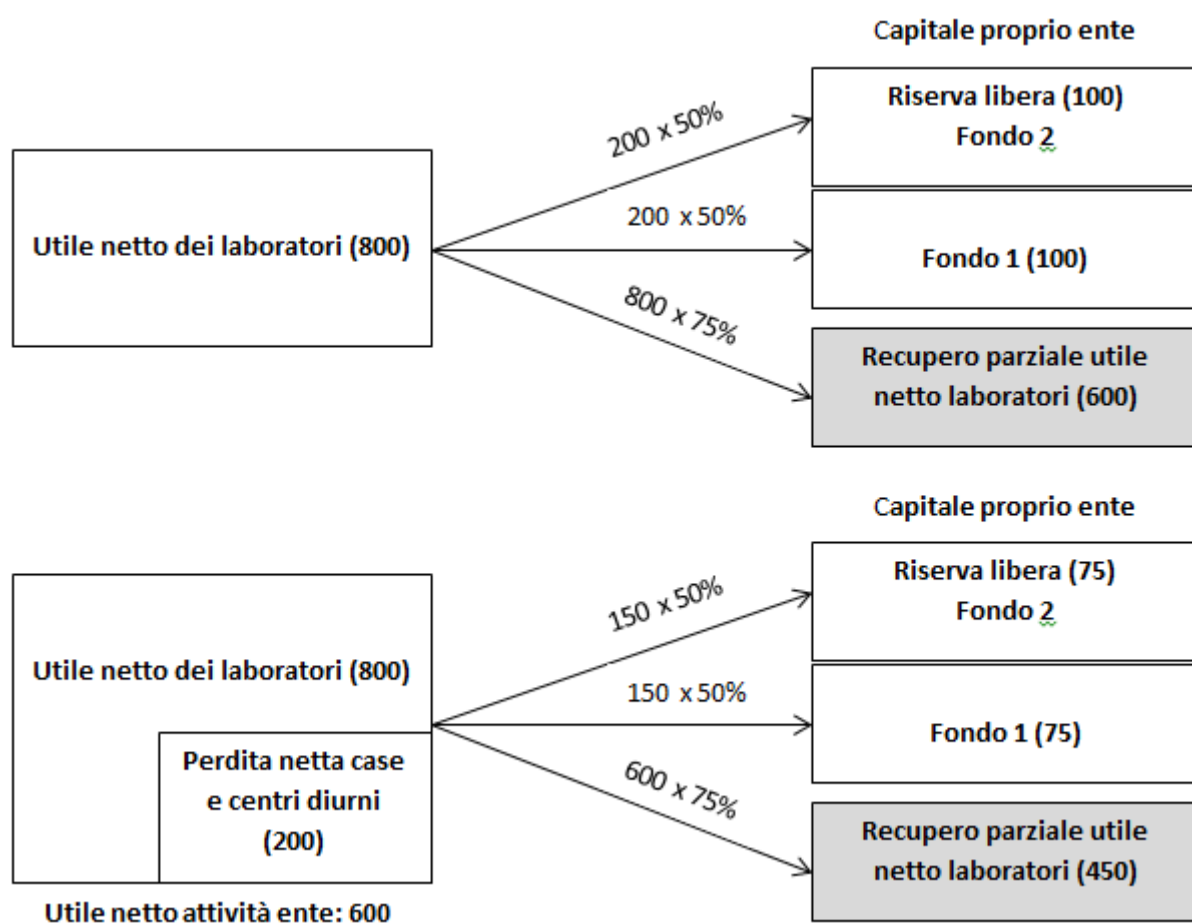 Capitale proprio ente
Riserva libera (100)
Fondo 2
200 x 50%
Utile netto dei laboratori (800)
200 x 50%
Fondo 1 (100)
800 x 75%
Recupero parziale utile
netto laboratori (600)
Capitale proprio ente
Riserva libera (75)
Fondo 2
150 x 50%
Utile netto dei laboratori (800)
150 x 50%
Fondo 1 (75)
Perdita netta case
e centri diurni
(200)
600 x 75%
Recupero parziale utile
netto laboratori (450)
Utile netto attività ente: 600